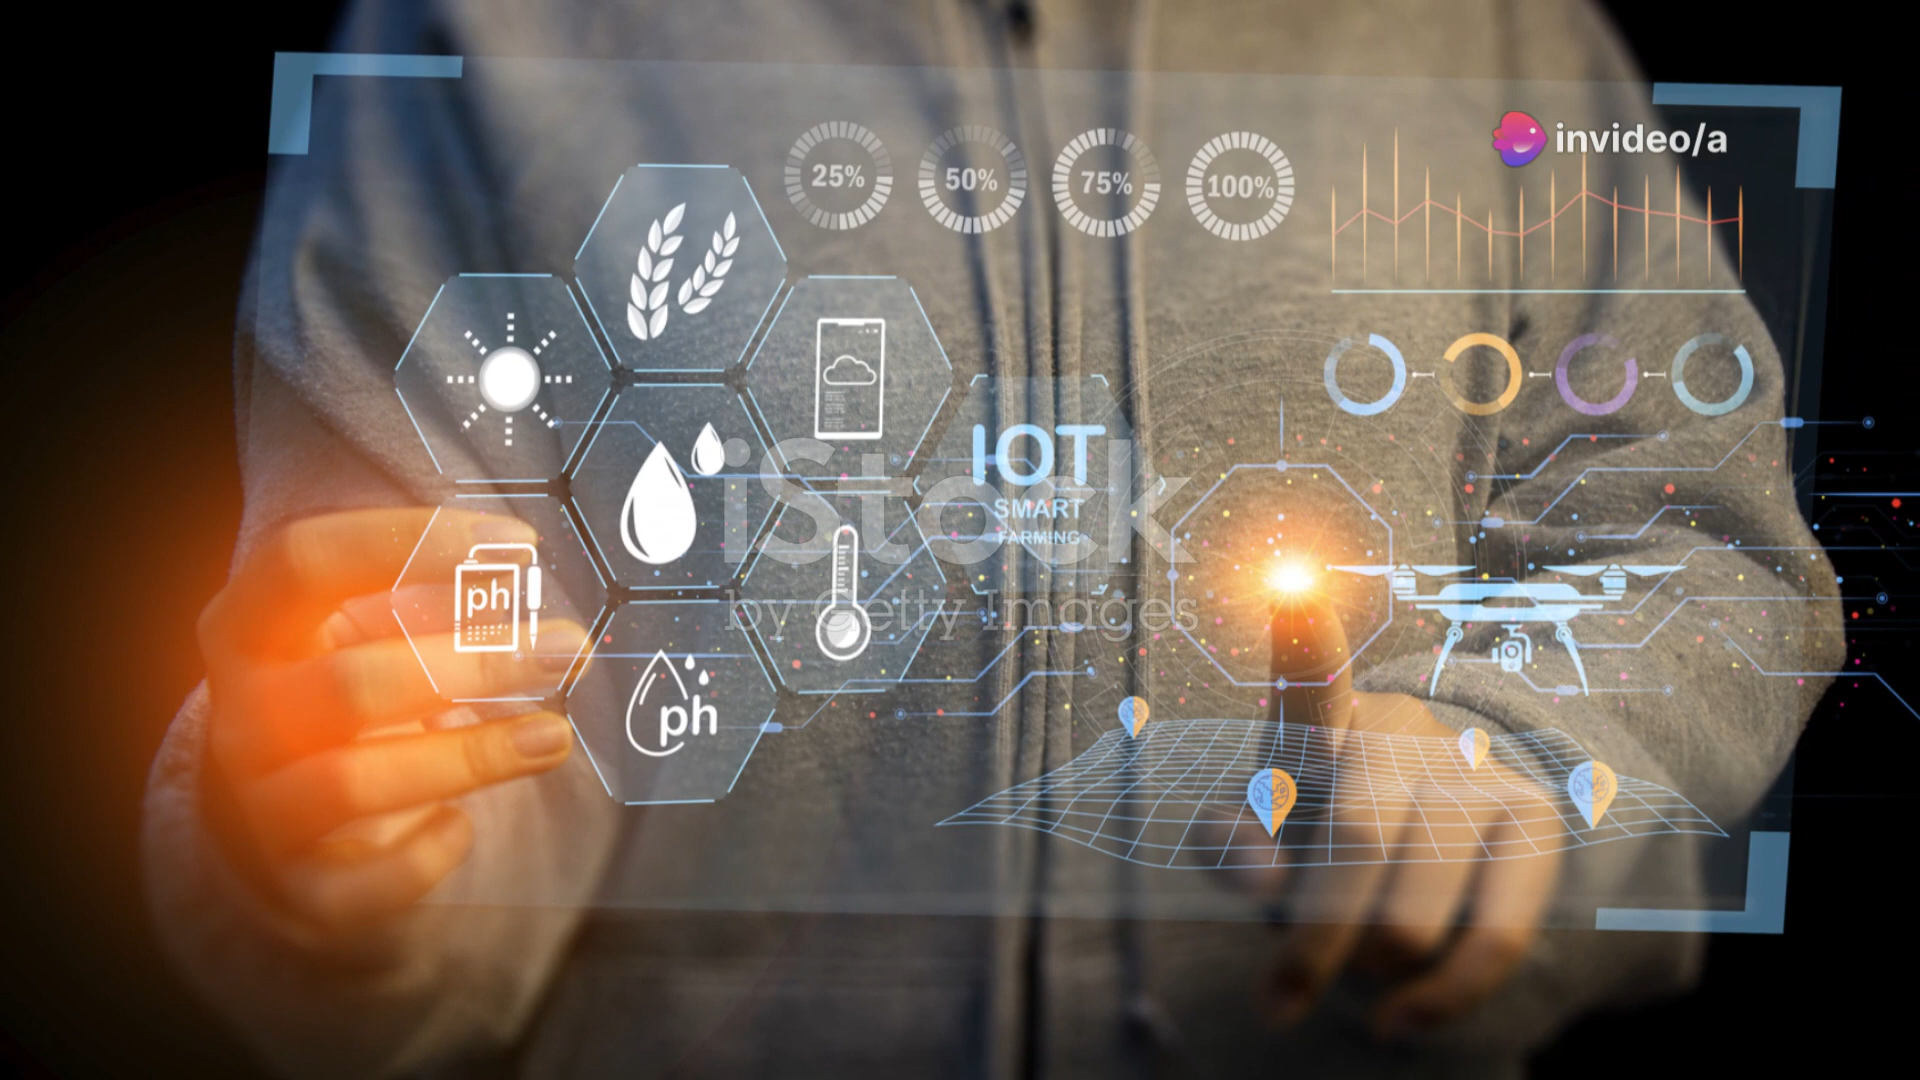 invideo/a
25% 50% 75% 100%
IOT
SMART
FARMING
iStock
by Getty Images
ph
ph